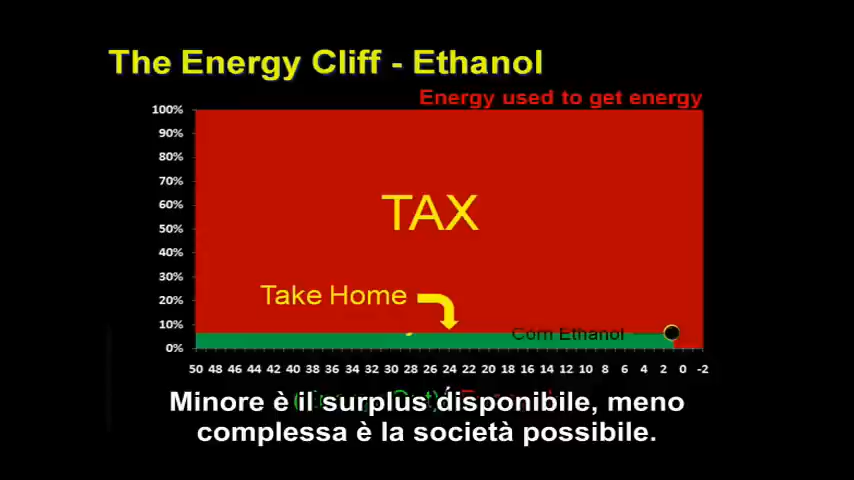 The Energy Cliff - Ethanol
Energy used to get energy
100%
90%
80%
70%
60%
50%
40%
30%
20%
10%
0%
TAX
Take Home
Corn Ethanol
50 48 46 44 42 40 38 36 34 32 30 28 26 24 22 20 18 16 14 12 10 8 6 4 2 0 -2
Minore è il surplus disponibile, meno
complessa è la società possibile.